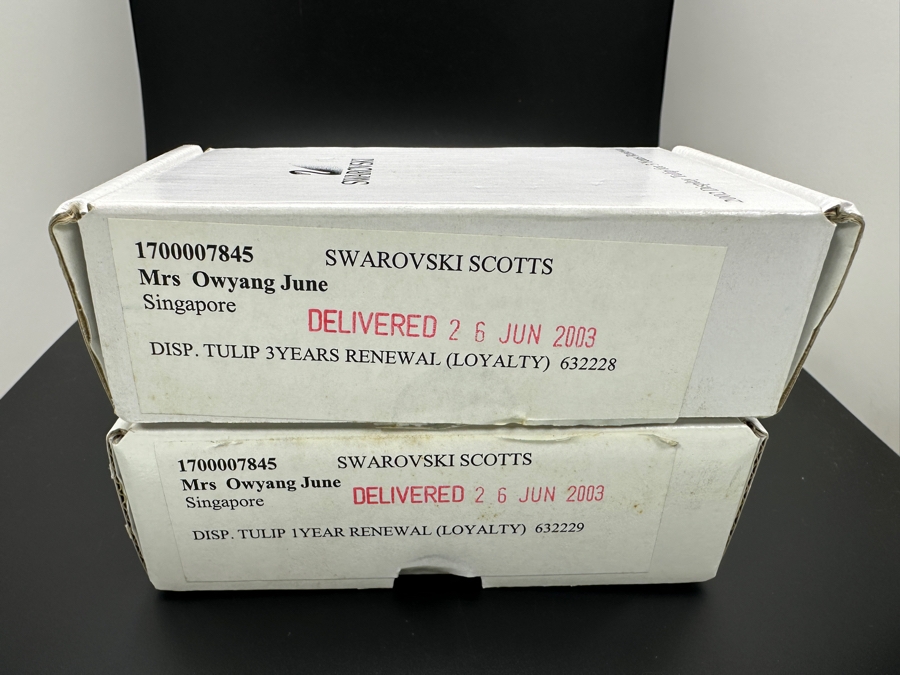 SWAROVSKI
1700007845 SWAROVSKI SCOTTS
Mrs Owyang June
Singapore
DELIVERED 2 6 JUN 2003
DISP. TULIP 3YEARS RENEWAL (LOYALTY) 632228
1700007845 SWAROVSKI SCOTTS
Mrs Owyang June
Singapore
DELIVERED 2 6 JUN 2003
DISP. TULIP 1YEAR RENEWAL (LOYALTY) 632229